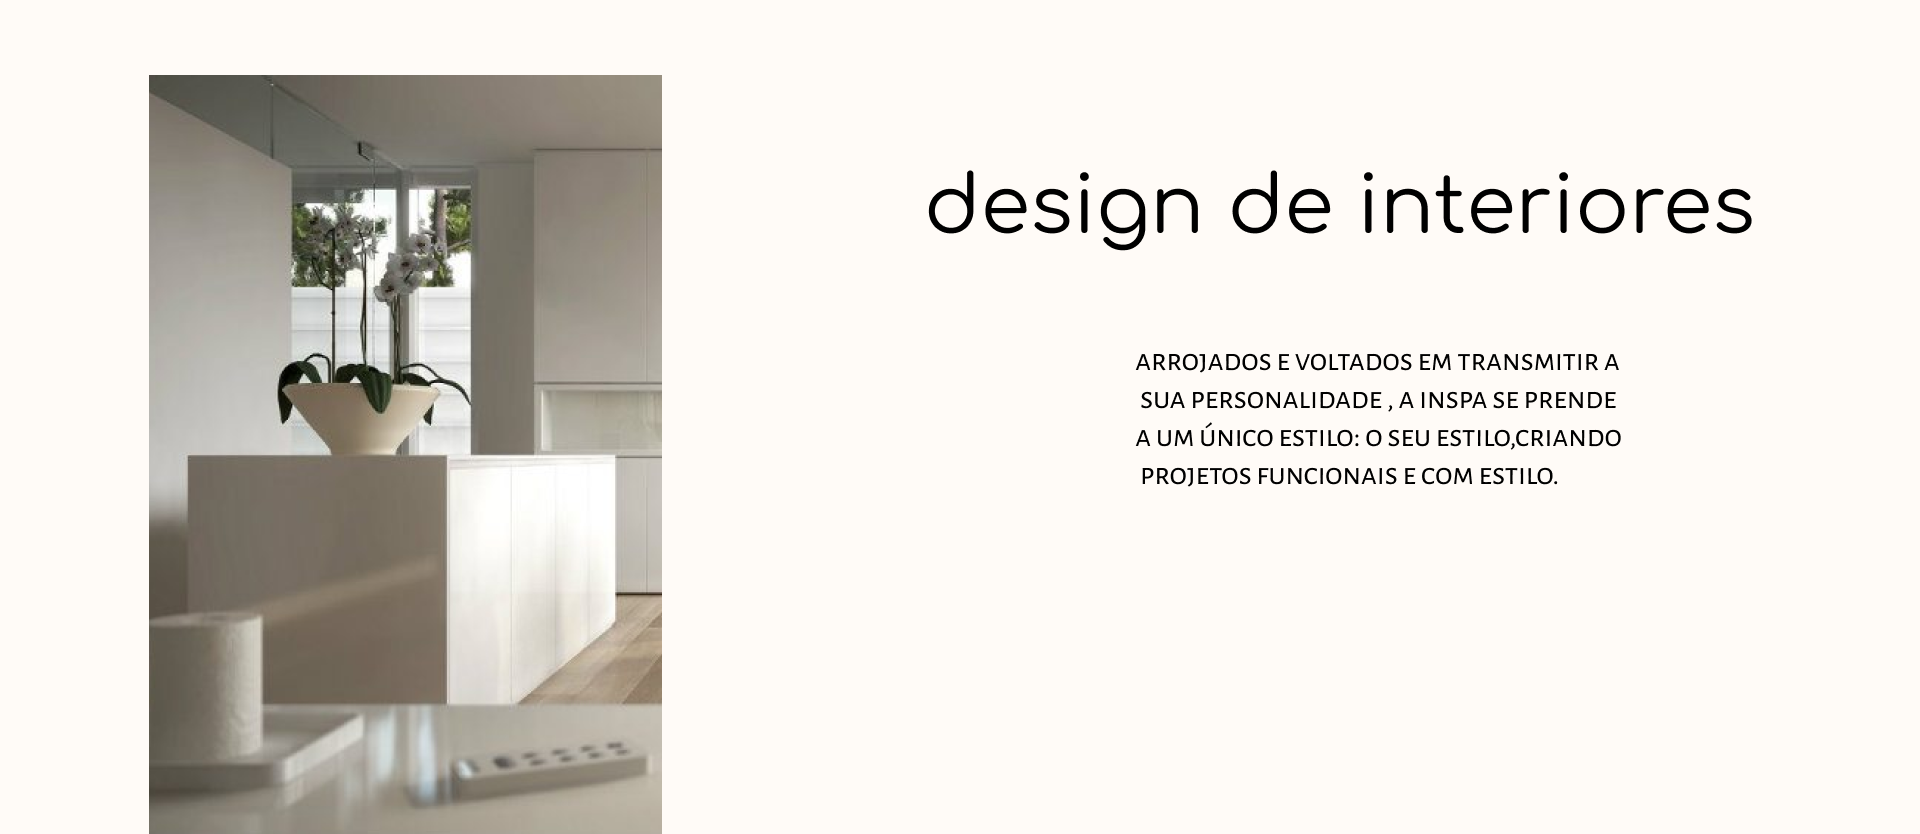 design de interiores
ARROJADOS E VOLTADOS EM TRANSMITIR A
SUA PERSONALIDADE , A INSPA SE PRENDE
A UM ÚNICO ESTILO: O SEU ESTILO,CRIANDO
PROJETOS FUNCIONAIS E COM ESTILO.